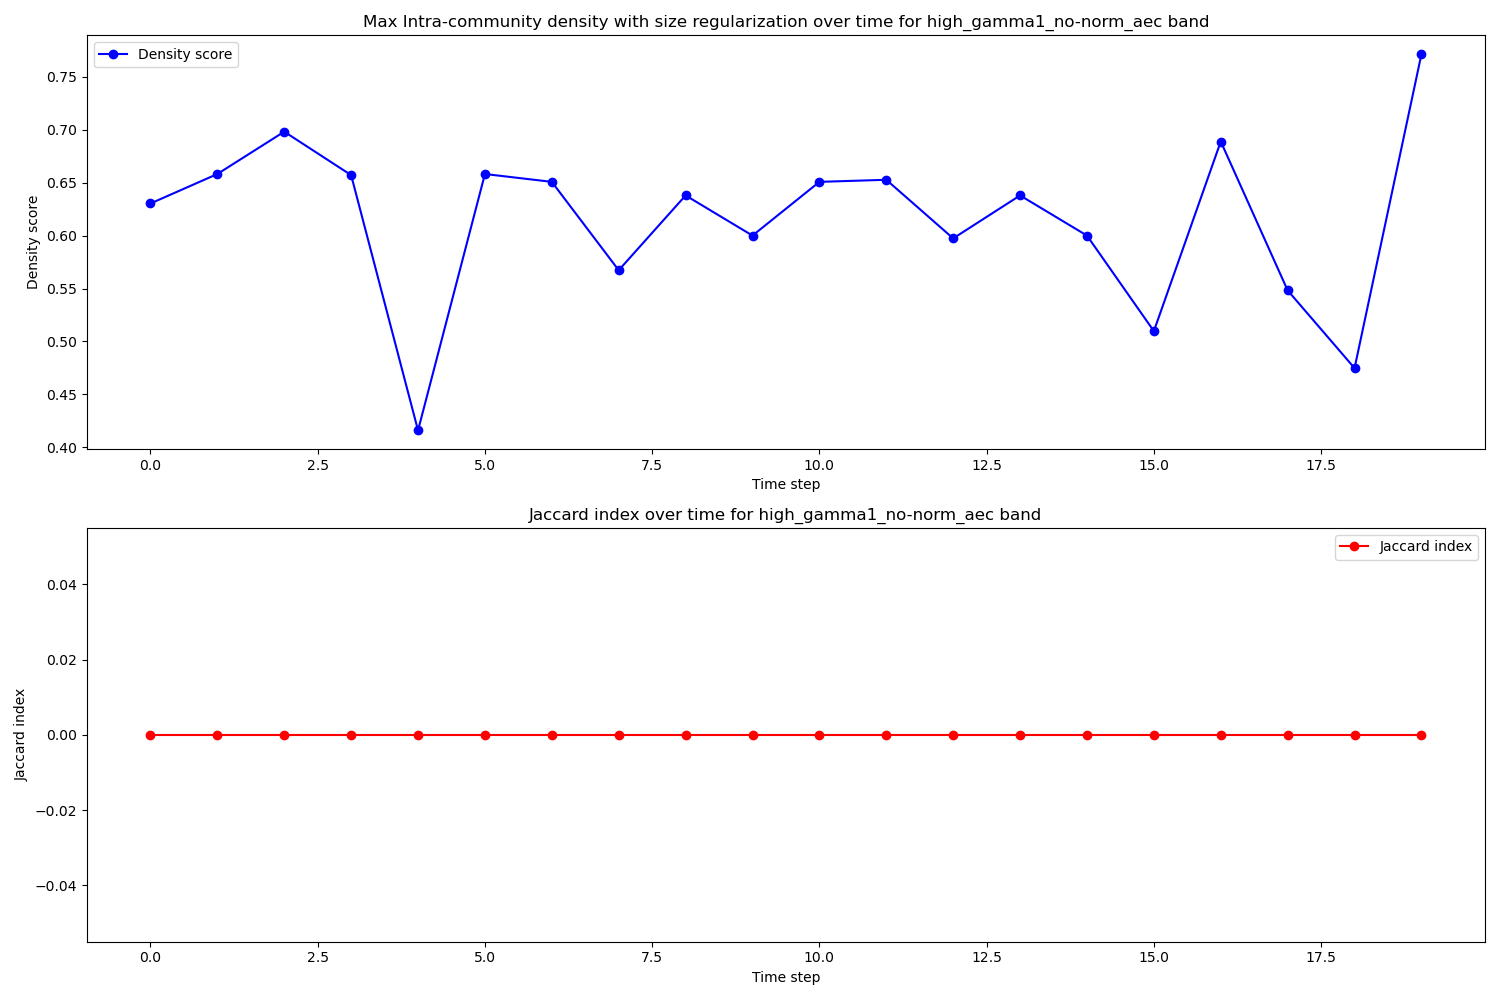 Max Intra-community density with size regularization over time for high_gamma1_no-norm_aec band
Density score
Density score
0.75
0.70
0.65
0.60
0.55
0.50
0.45
0.40
0.0 2.5 5.0 7.5 10.0 12.5 15.0 17.5
Time step
Jaccard index over time for high_gamma1_no-norm_aec band
Jaccard index
Jaccard index
0.04
0.02
0.00
−0.02
−0.04
0.0 2.5 5.0 7.5 10.0 12.5 15.0 17.5
Time step